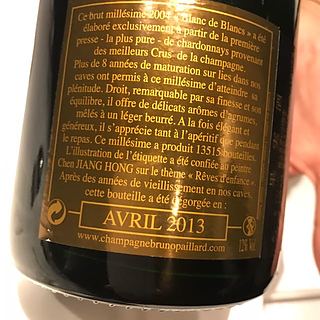 Ce brut millésime 2004 « Blanc de Blancs » a été
élaboré exclusivement à partir de la première
presse - la plus pure - de chardonnays provenant
des meilleurs Crus de la champagne.
Plus de 8 années de maturation sur lies dans nos
caves ont permis à ce millésime d'atteindre sa
plénitude. Droit, remarquable par sa finesse et son
équilibre, il offre de délicats arômes d'agrumes,
mêlés à un léger beurré. A la fois élégant et
généreux, il s'apprécie tant à l'apéritif que pendant
le repas. Ce millésime a produit 13515 bouteilles.
L'illustration de l'étiquette a été confiée au peintre
Chen JIANG HONG sur le thème « Rêves d'enfance »
Après des années de vieillissement en nos caves,
cette bouteille a été dégorgée en :
AVRIL 2013
www.champagnebrunopaillard.com
12% Vol.